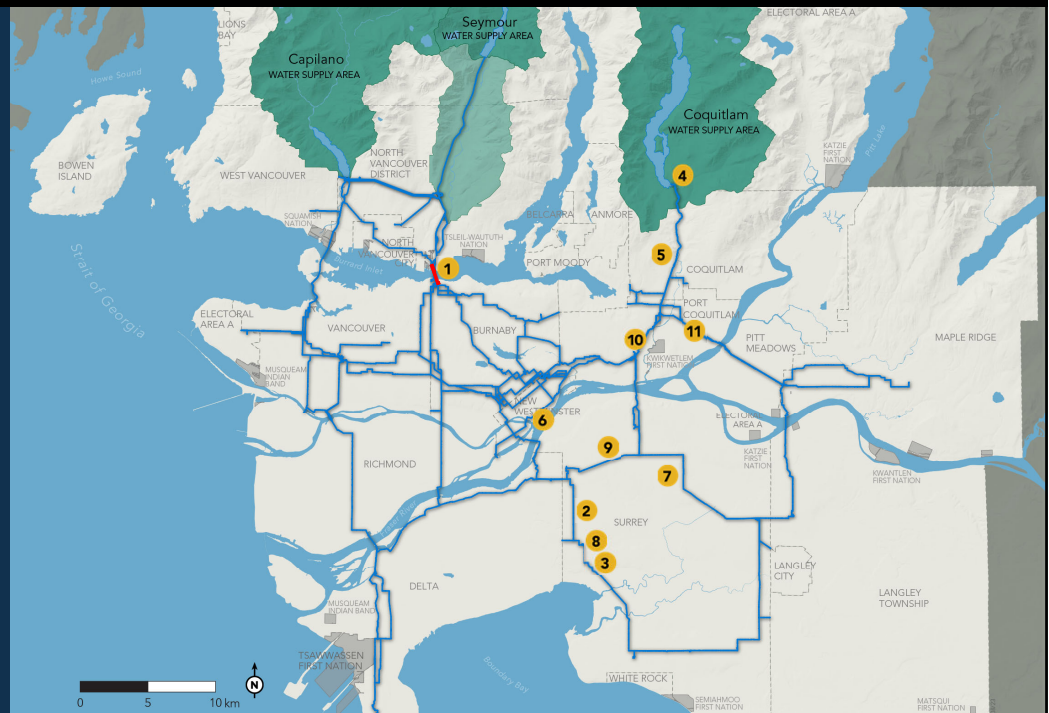 LIONS
BAY
Seymour
WATER SUPPLY AREA
ELECTORAL AREA A
Capilano
WATER SUPPLY AREA
Howe Sound
Coquitlam
WATER SUPPLY AREA
Pitt Lake
KATZIE
FIRST
NATION
BOWEN
ISLAND
WEST VANCOUVER
NORTH
VANCOUVER
DISTRICT
4
SQUAMISH
NATION
BELCARRA
ANMORE
NORTH
VANCOUVER
CITY
TSLEIL-WAUTUTH
NATION
Burrard Inlet
1
PORT MOODY
5
COQUITLAM
Strait of Georgia
ELECTORAL
AREA A
VANCOUVER
BURNABY
PORT
COQUITLAM
11
10
PITT
MEADOWS
MAPLE RIDGE
KWIKWETLEM
FIRST NATION
MUSQUEAM
INDIAN
BAND
NEW
WESTMINSTER
6
ELECTORAL
AREA A
KATZIE
FIRST
NATION
9
RICHMOND
7
KWANTLEN
FIRST NATION
2
SURREY
8
3
LANGLEY
CITY
DELTA
LANGLEY
TOWNSHIP
MUSQUEAM
INDIAN BAND
TSAWWASSEN
FIRST NATION
Boundary Bay
N
WHITE ROCK
SEMIAHMOO
FIRST NATION
MATSQUI
FIRST NATION
0 5 10 km